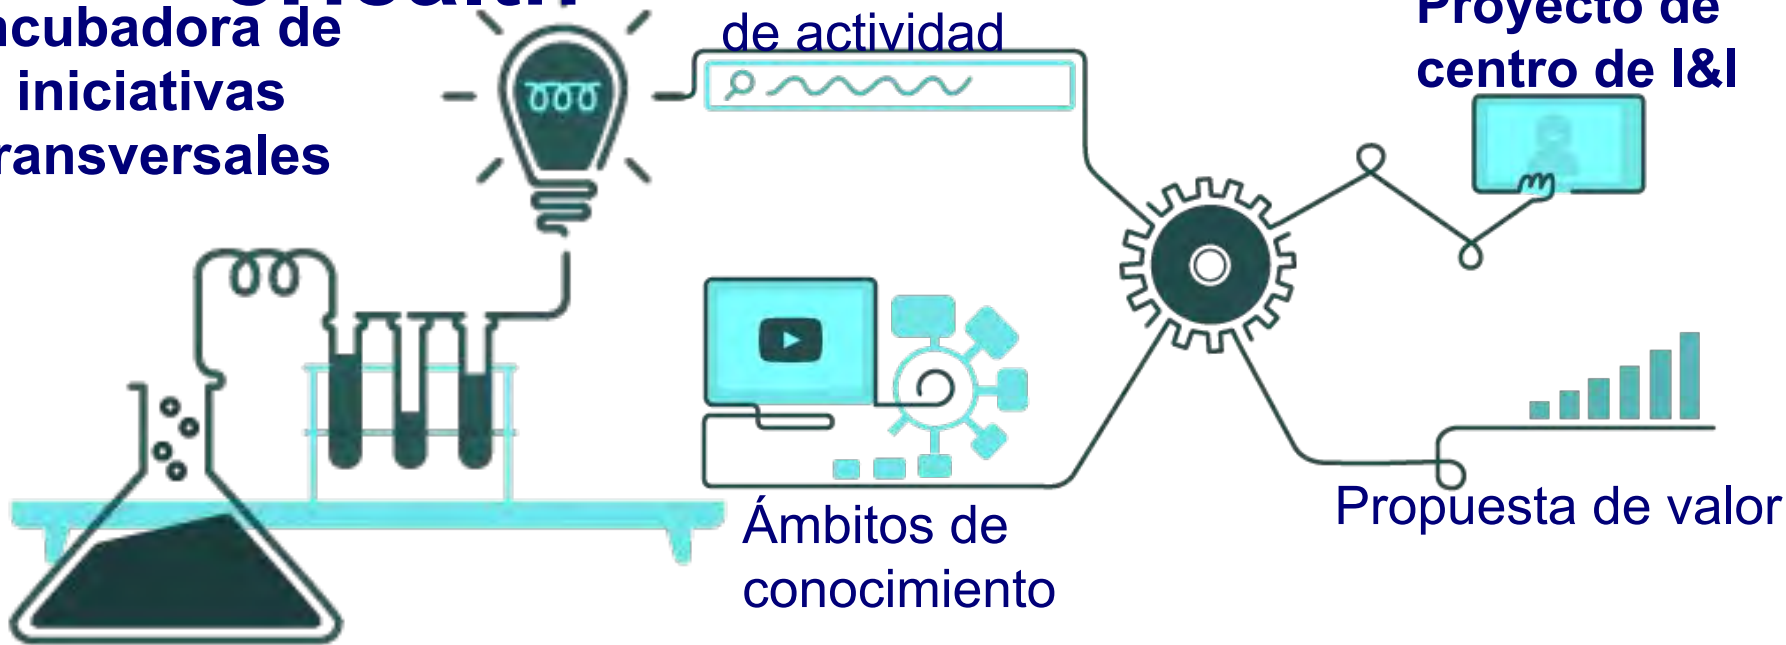 ncubadora de
iniciativas
ransversales
de actividad
Proyecto de
centro de I&I
Ámbitos de
conocimiento
Propuesta de valor